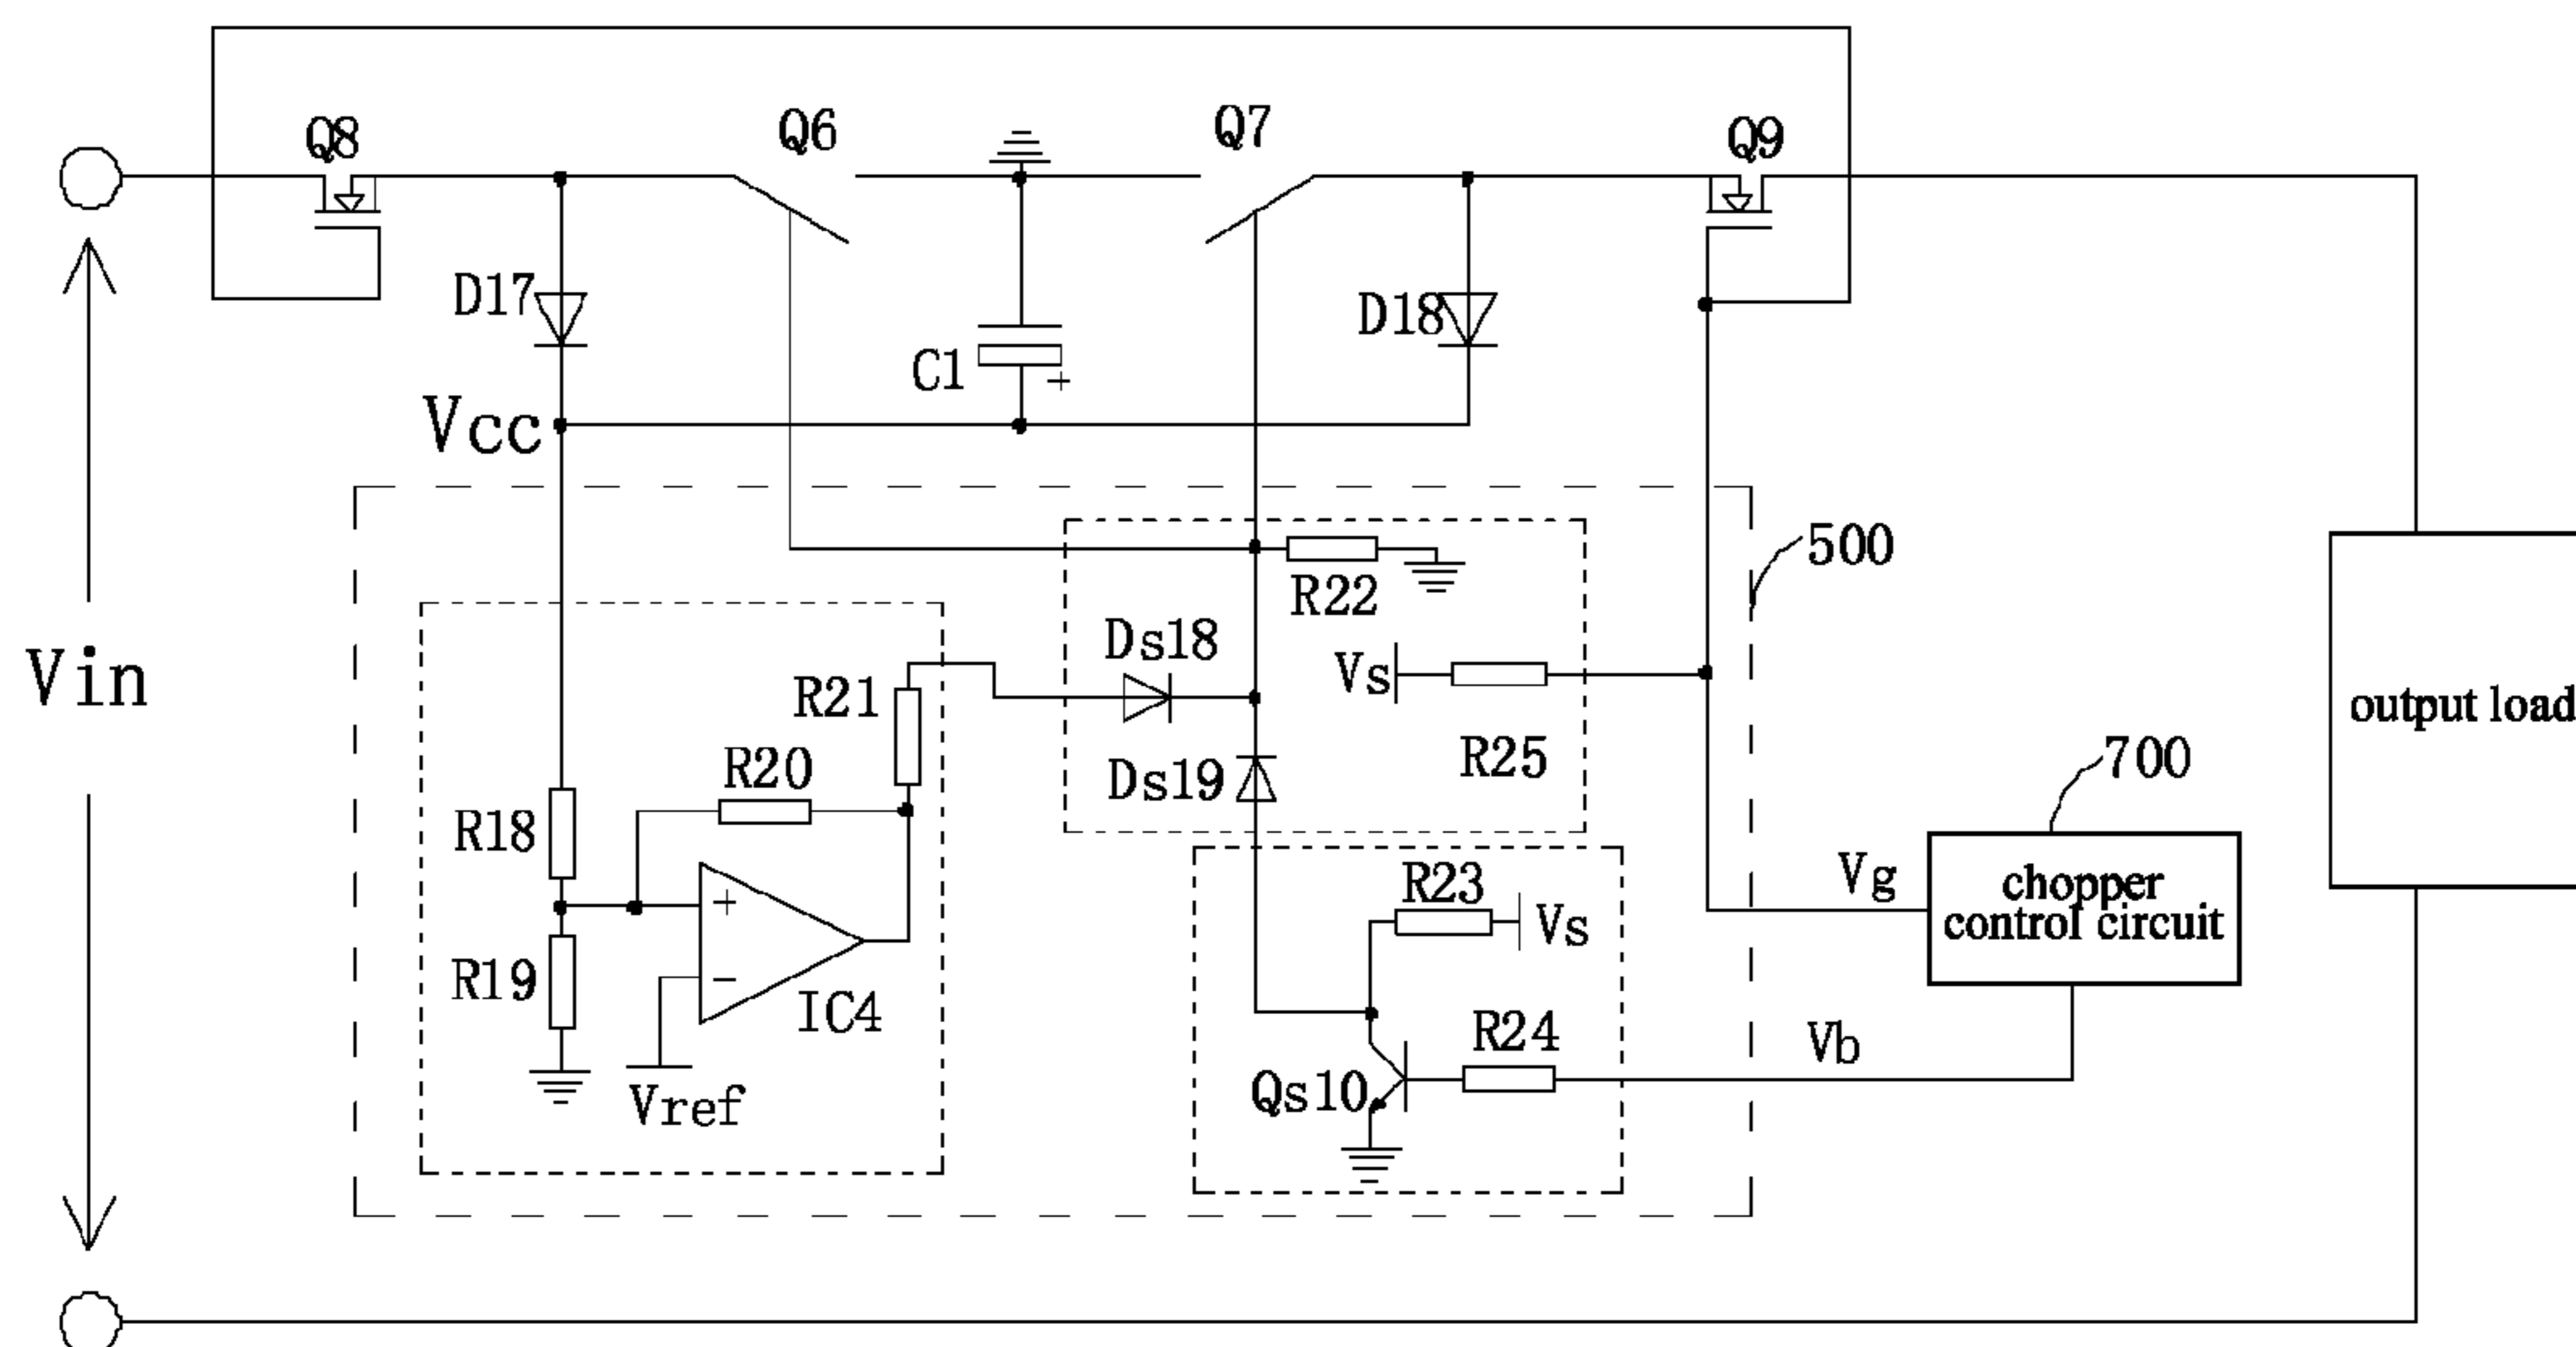 Q8
Q6
Q7
Q9
D17
D18
C1
+
Vcc
500
R22
Ds18
Vs
R21
Vin
R20
Ds19
R25
output load
700
R18
R23
Vg
chopper
control circuit
+
Vs
R19
−
IC4
R24
Vb
Qs10
Vref